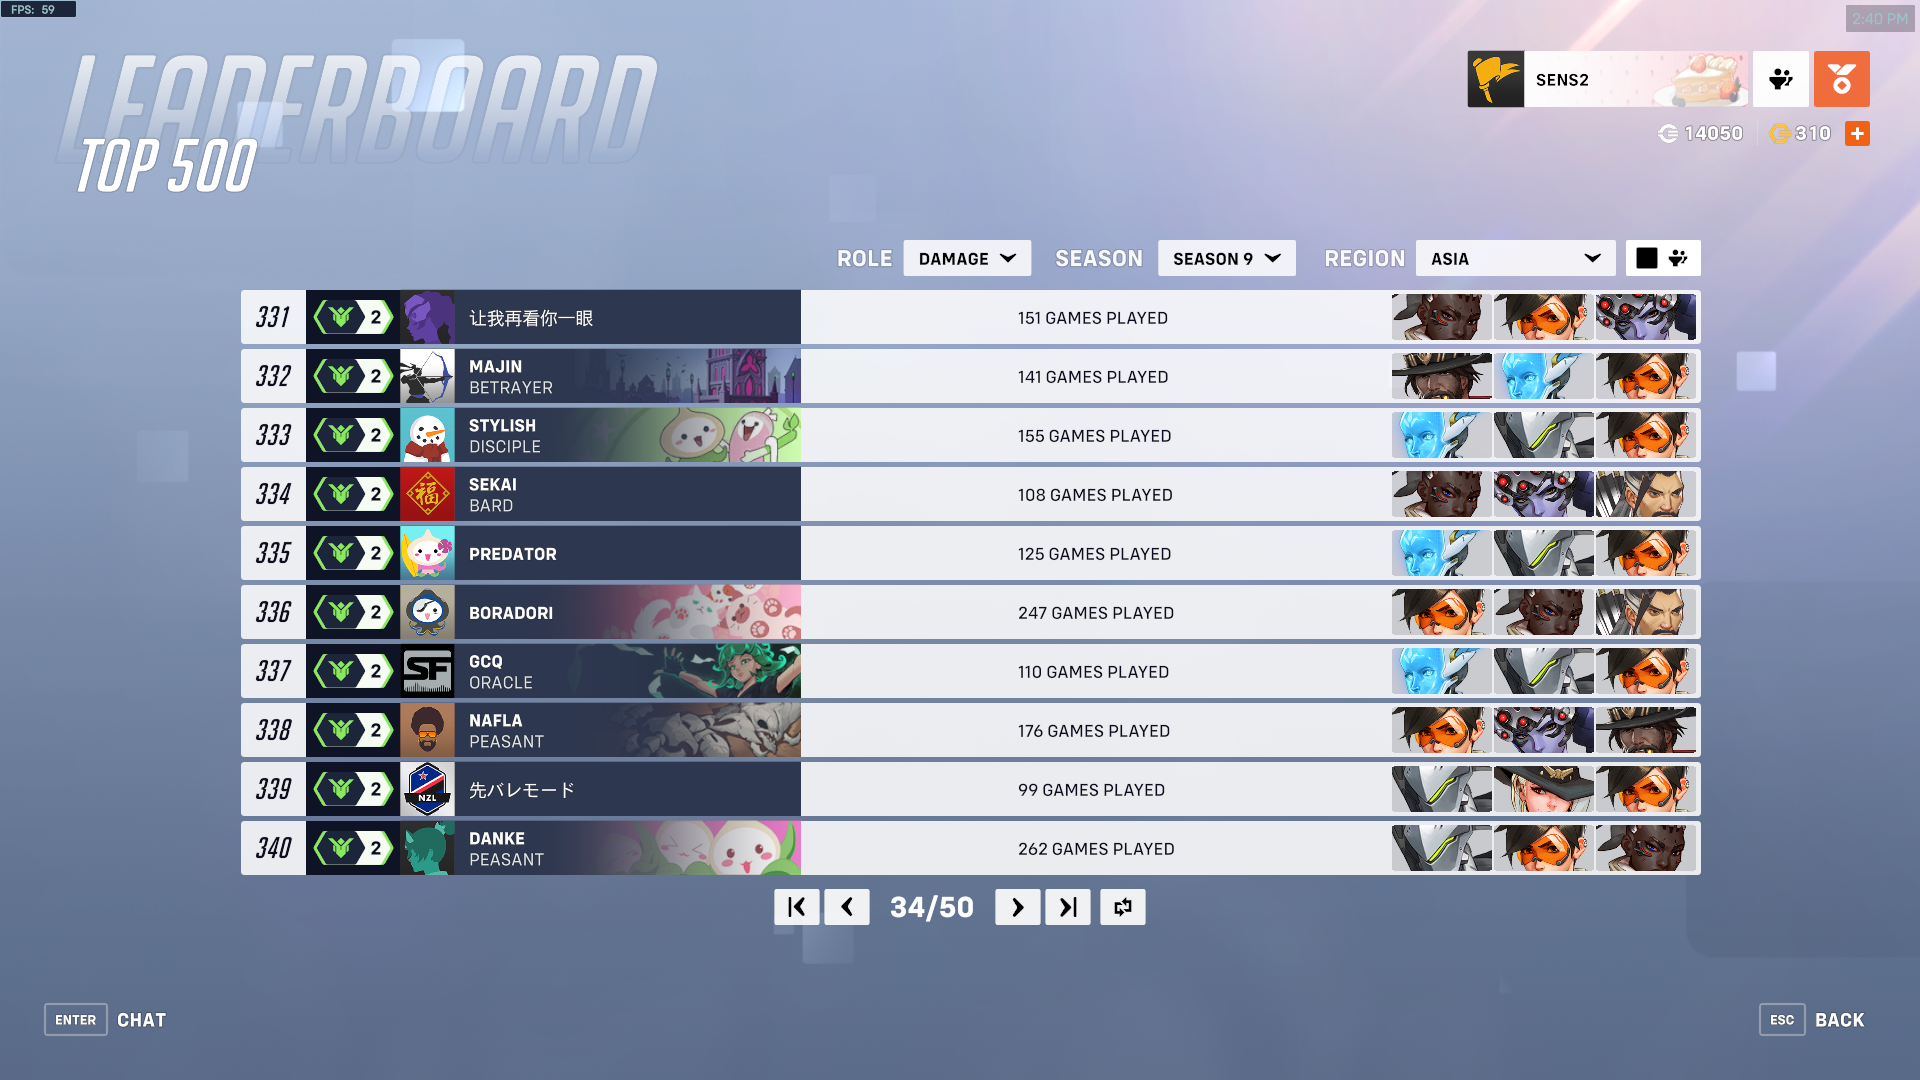 FPS: 59
2:40 PM
LEADERBOARD
TOP 500
SENS2
14050
310
ROLE DAMAGE SEASON SEASON 9 REGION ASIA
331 2 让我再看你一眼 151 GAMES PLAYED
332 2 MAJIN BETRAYER 141 GAMES PLAYED
333 2 STYLISH DISCIPLE 155 GAMES PLAYED
334 2 福 SEKAI BARD 108 GAMES PLAYED
335 2 PREDATOR 125 GAMES PLAYED
336 2 BORADORI 247 GAMES PLAYED
337 2 SF GCQ ORACLE 110 GAMES PLAYED
338 2 NAFLA PEASANT 176 GAMES PLAYED
339 2 NZL 先バレモード 99 GAMES PLAYED
340 2 DANKE PEASANT 262 GAMES PLAYED
34/50
ENTER CHAT
ESC BACK